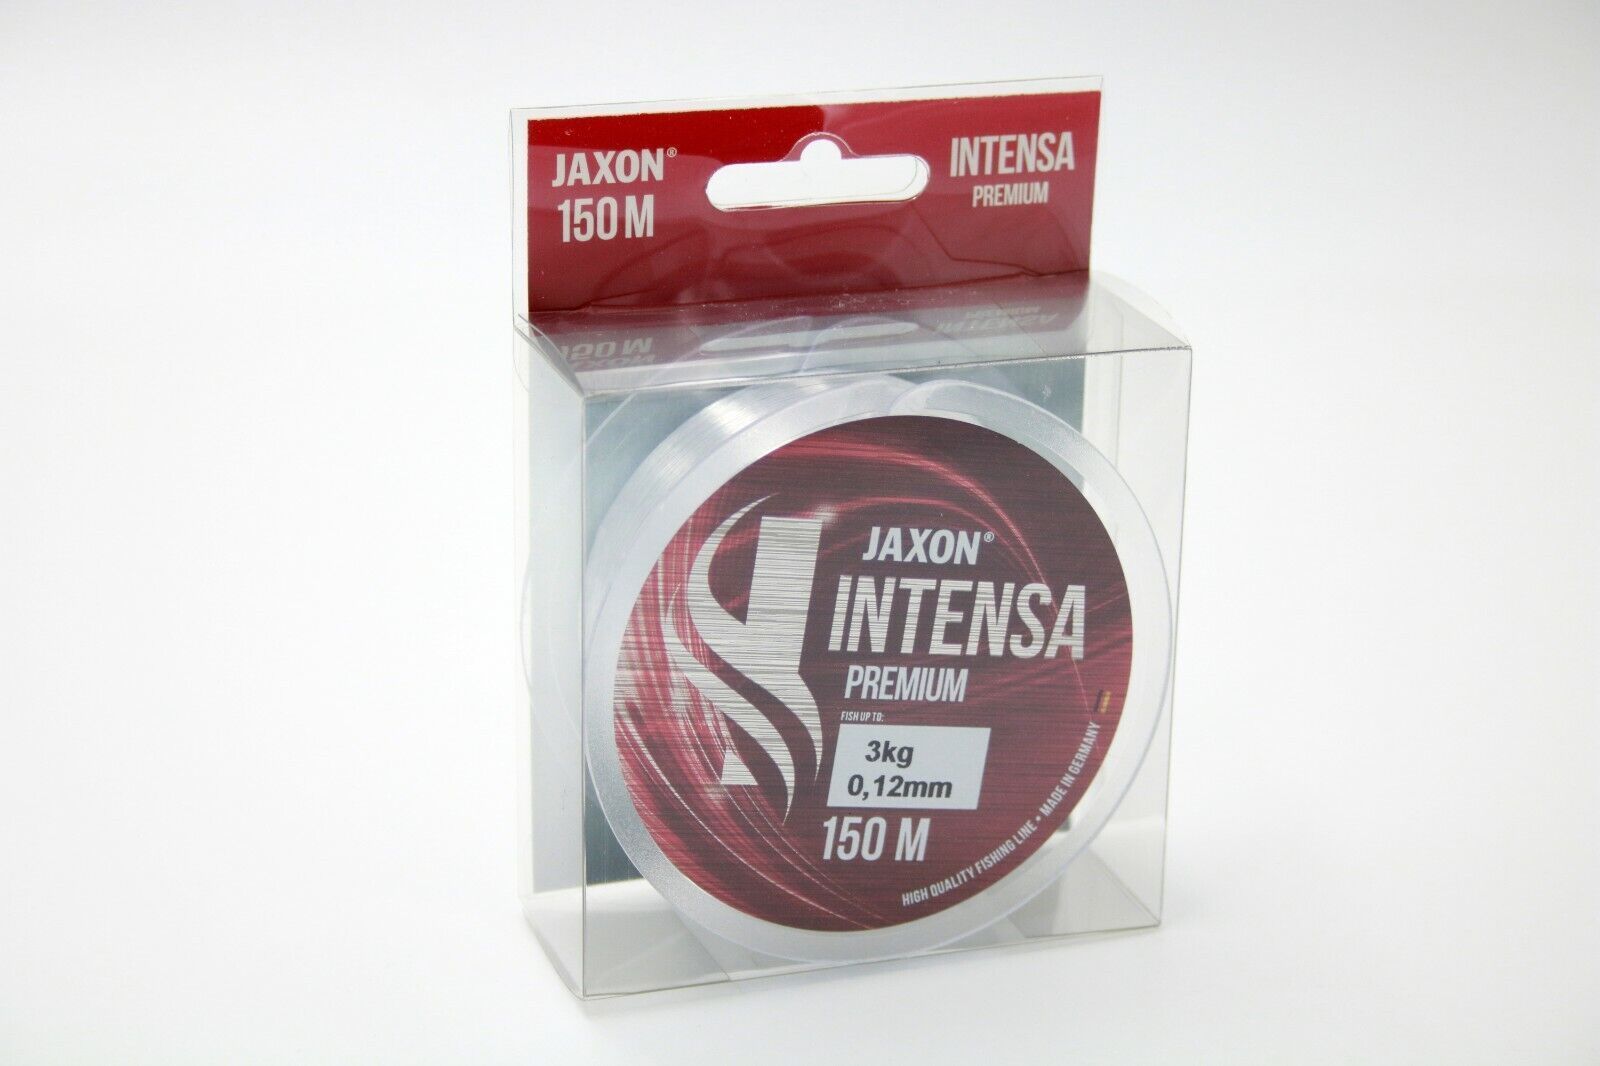 JAXON®
150 M
INTENSA
PREMIUM
JAXON®
INTENSA
PREMIUM
FISH UP TO:
3kg
0,12mm
150 M
HIGH QUALITY FISHING LINE • MADE IN GERMANY